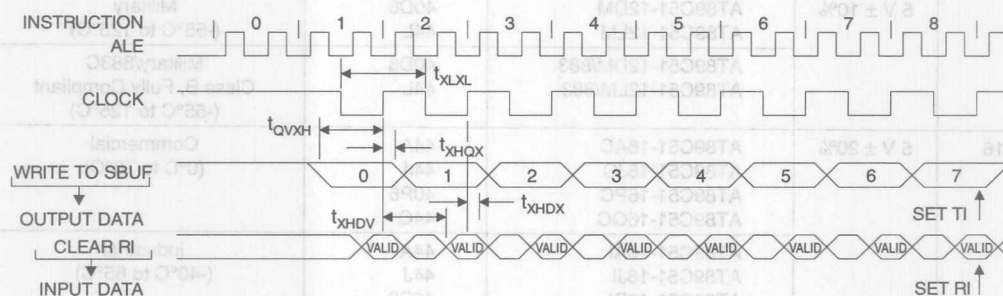 INSTRUCTION 0 1 2 3 4 5 6 7 8
ALE
tXLXL
CLOCK
tQVXH
tXHQX
WRITE TO SBUF
0 1 2 3 4 5 6 7
tXHDX
OUTPUT DATA
tXHDV
SET TI
CLEAR RI
VALID VALID VALID VALID VALID VALID VALID VALID
INPUT DATA
SET RI